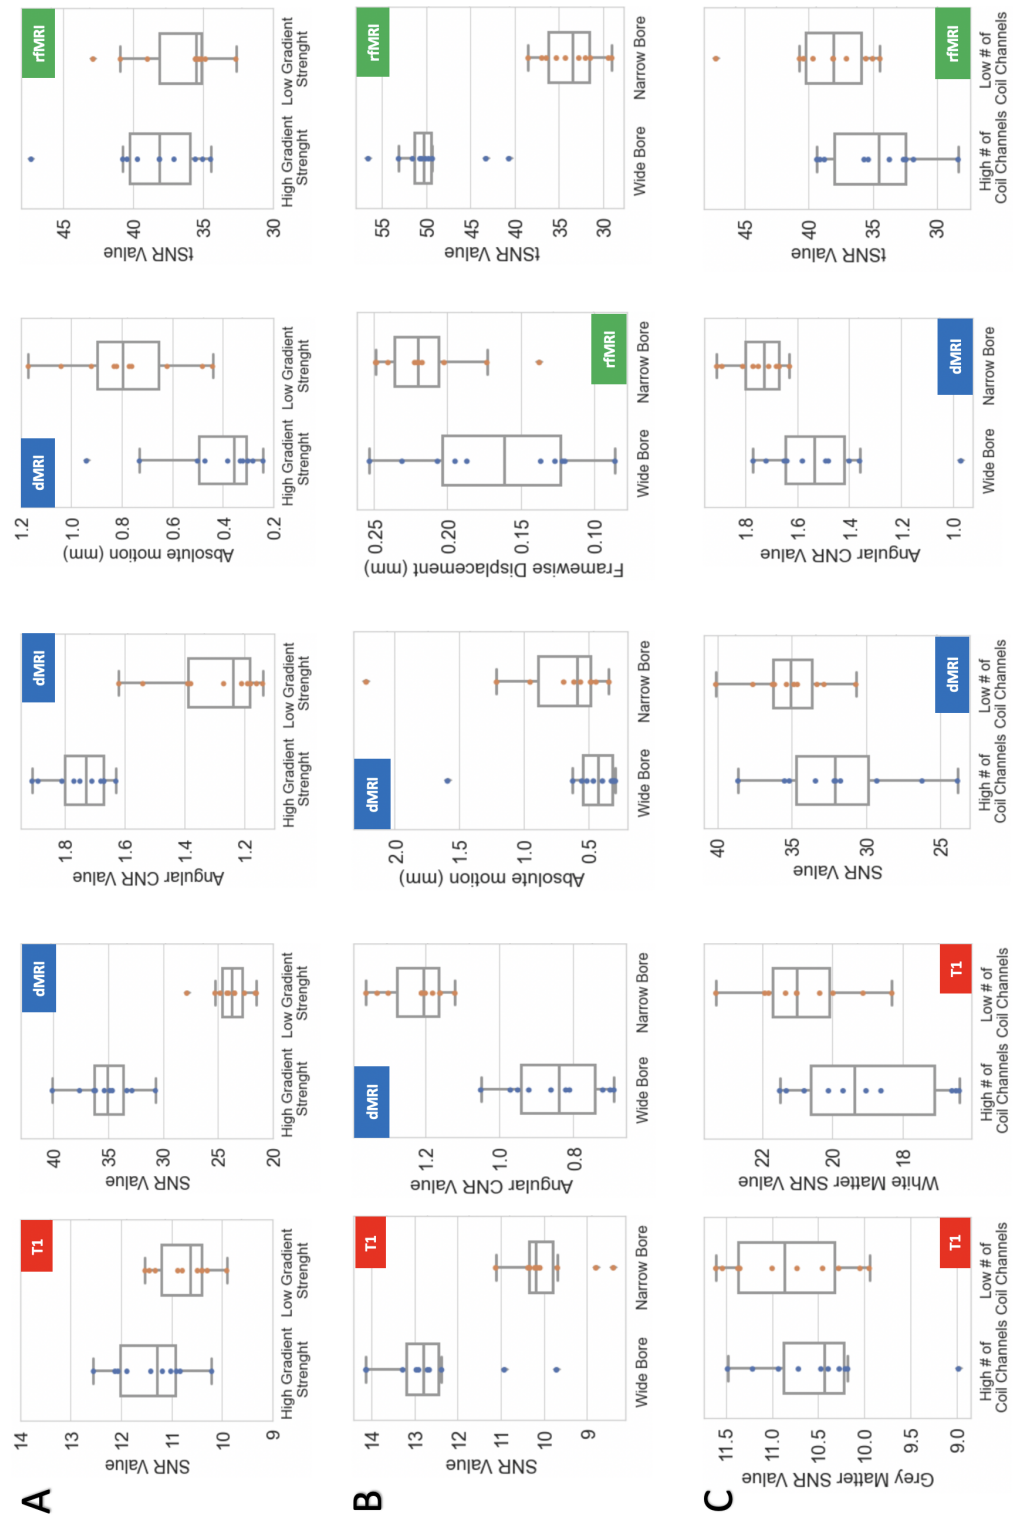 A
T1
14
13
12
11
10
9
SNR Value
High Gradient
Strenght
Low Gradient
Strenght
dMRI
40
35
30
25
20
SNR Value
High Gradient
Strenght
Low Gradient
Strenght
dMRI
1.8
1.6
1.4
1.2
Angular CNR Value
High Gradient
Strenght
Low Gradient
Strenght
dMRI
1.2
1.0
0.8
0.6
0.4
0.2
Absolute motion (mm)
High Gradient
Strenght
Low Gradient
Strenght
rfMRI
45
40
35
30
tSNR Value
High Gradient
Strenght
Low Gradient
Strenght
B
T1
14
13
12
11
10
9
SNR Value
Wide Bore
Narrow Bore
dMRI
1.2
1.0
0.8
Angular CNR Value
Wide Bore
Narrow Bore
dMRI
2.0
1.5
1.0
0.5
Absolute motion (mm)
Wide Bore
Narrow Bore
rfMRI
0.25
0.20
0.15
0.10
Framewise Displacement (mm)
Wide Bore
Narrow Bore
rfMRI
55
50
45
40
35
30
tSNR Value
Wide Bore
Narrow Bore
C
T1
11.5
11.0
10.5
10.0
9.5
9.0
Grey Matter SNR Value
High # of
Coil Channels
Low # of
Coil Channels
T1
22
20
18
White Matter SNR Value
High # of
Coil Channels
Low # of
Coil Channels
dMRI
40
35
30
25
SNR Value
High # of
Coil Channels
Low # of
Coil Channels
dMRI
1.8
1.6
1.4
1.2
1.0
Angular CNR Value
Wide Bore
Narrow Bore
rfMRI
45
40
35
30
tSNR Value
High # of
Coil Channels
Low # of
Coil Channels